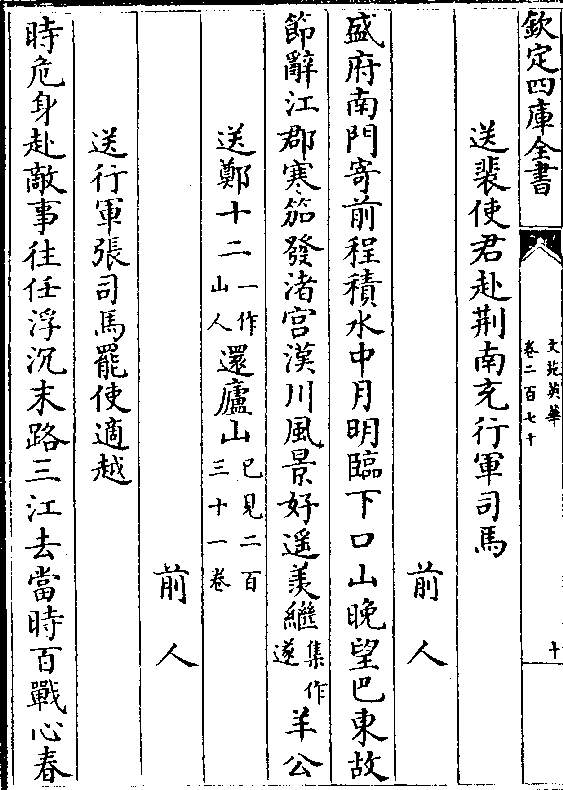 欽定四庫全書
文苑英華
卷二百七十
十
送裴使君赴荆南充行軍司馬
前人
盛府南門寄前程積水中月明臨下口山晚望巴東故
節辭江郡寒笳發渚宫漢川風景好遥羡繼集作遂羊公
送鄭十二一作山人還廬山已見二百三十一卷
前人
送行軍張司馬罷使適越
時危身赴敵事往任浮沉末路三江去當時百戰心春